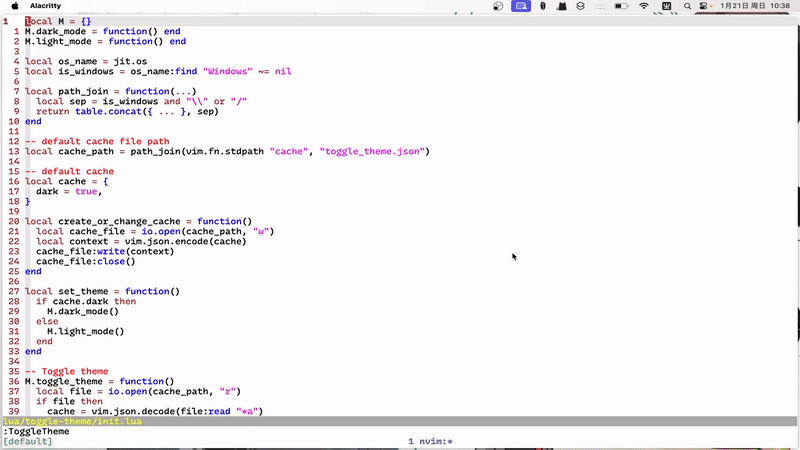 Alacritty
1月21日 周日 10:38
1 local M = {}
1 M.dark_mode = function() end
2 M.light_mode = function() end
3
4 local os_name = jit.os
5 local is_windows = os_name:find "Windows" ~= nil
6
7 local path_join = function(...)
8   local sep = is_windows and "\\" or "/"
9   return table.concat({ ... }, sep)
10 end
11
12 -- default cache file path
13 local cache_path = path_join(vim.fn.stdpath "cache", "toggle_theme.json")
14
15 -- default cache
16 local cache = {
17   dark = true,
18 }
19
20 local create_or_change_cache = function()
21   local cache_file = io.open(cache_path, "w")
22   local context = vim.json.encode(cache)
23   cache_file:write(context)
24   cache_file:close()
25 end
26
27 local set_theme = function()
28   if cache.dark then
29     M.dark_mode()
30   else
31     M.light_mode()
32   end
33 end
34
35 -- Toggle theme
36 M.toggle_theme = function()
37   local file = io.open(cache_path, "r")
38   if file then
39     cache = vim.json.decode(file:read "*a")
lua/toggle-theme/init.lua
:ToggleTheme
[default] 1 nvim:*